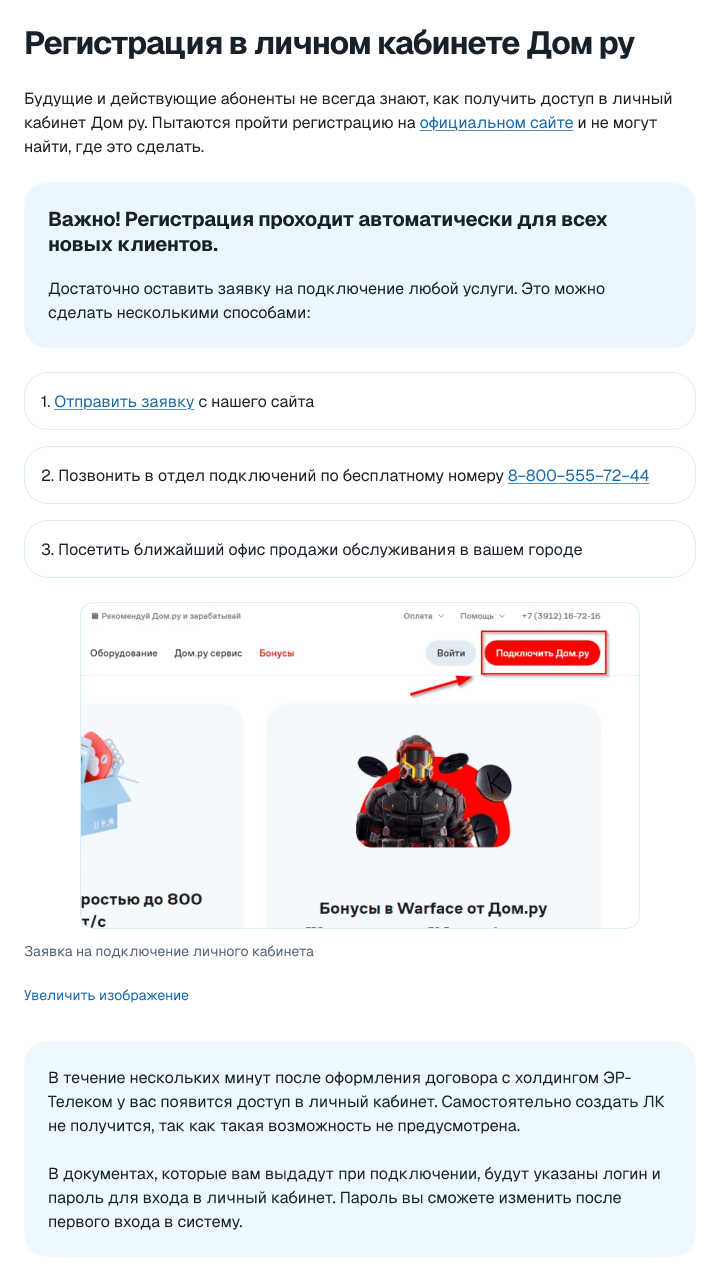 Регистрация в личном кабинете Дом ру
Будущие и действующие абоненты не всегда знают, как получить доступ в личный
кабинет Дом ру. Пытаются пройти регистрацию на официальном сайте и не могут
найти, где это сделать.
Важно! Регистрация проходит автоматически для всех
новых клиентов.
Достаточно оставить заявку на подключение любой услуги. Это можно
сделать несколькими способами:
1. Отправить заявку с нашего сайта
2. Позвонить в отдел подключений по бесплатному номеру 8-800-555-72-44
3. Посетить ближайший офис продажи обслуживания в вашем городе
Рекомендуй Дом.ру и зарабатывай Оплата Помощь +7 (3912) 16-72-16
Оборудование Дом.ру сервис Бонусы Войти Подключить Дом.ру
ростью до 800
т/с
Бонусы в Warface от Дом.ру
Заявка на подключение личного кабинета
Увеличить изображение
В течение нескольких минут после оформления договора с холдингом ЭР-
Телеком у вас появится доступ в личный кабинет. Самостоятельно создать ЛК
не получится, так как такая возможность не предусмотрена.
В документах, которые вам выдадут при подключении, будут указаны логин и
пароль для входа в личный кабинет. Пароль вы сможете изменить после
первого входа в систему.